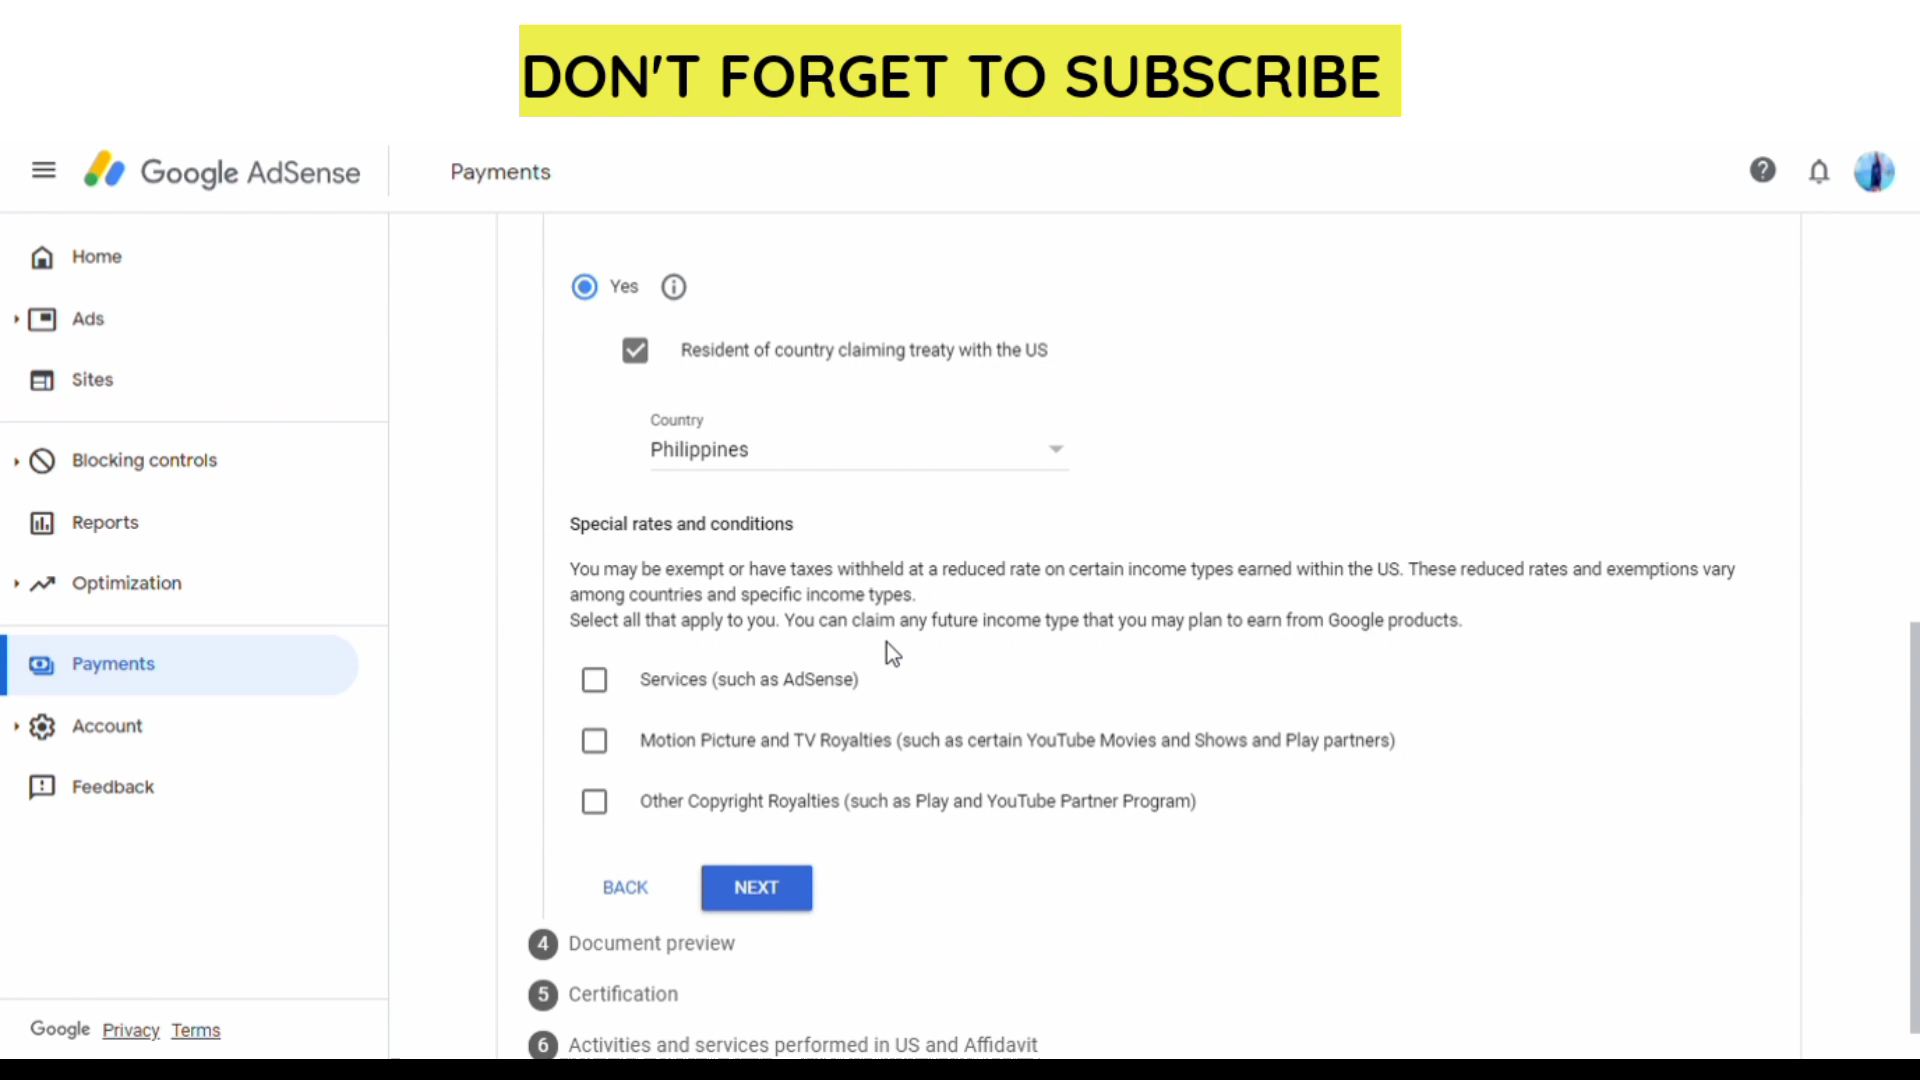 DON'T FORGET TO SUBSCRIBE
Google AdSense
Payments
Home
Ads
Sites
Blocking controls
Reports
Optimization
Payments
Account
Feedback
Google Privacy Terms
Yes
Resident of country claiming treaty with the US
Country
Philippines
Special rates and conditions
You may be exempt or have taxes withheld at a reduced rate on certain income types earned within the US. These reduced rates and exemptions vary
among countries and specific income types.
Select all that apply to you. You can claim any future income type that you may plan to earn from Google products.
Services (such as AdSense)
Motion Picture and TV Royalties (such as certain YouTube Movies and Shows and Play partners)
Other Copyright Royalties (such as Play and YouTube Partner Program)
BACK
NEXT
4 Document preview
5 Certification
6 Activities and services performed in US and Affidavit